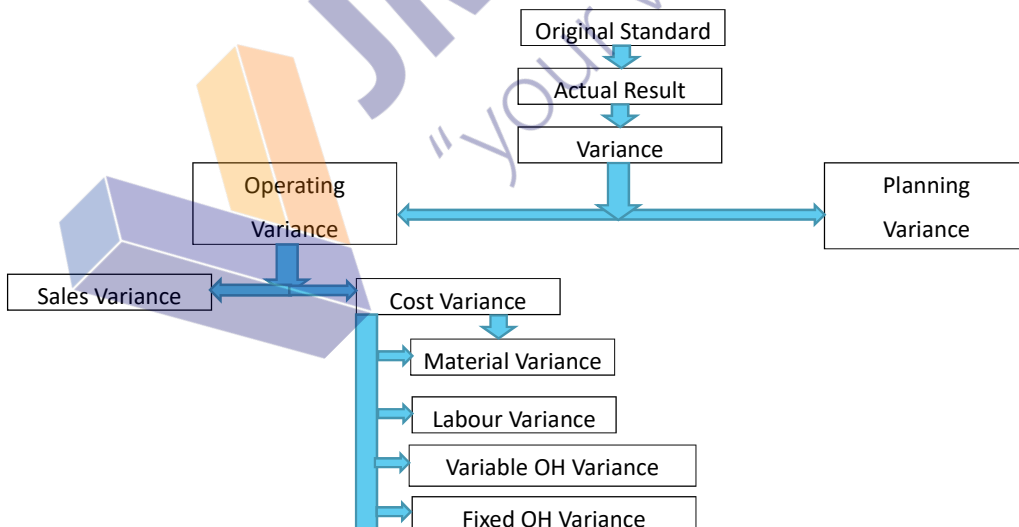 Original Standard
Actual Result
Variance
Operating
Variance
Planning
Variance
Sales Variance
Cost Variance
Material Variance
Labour Variance
Variable OH Variance
Fixed OH Variance
"your